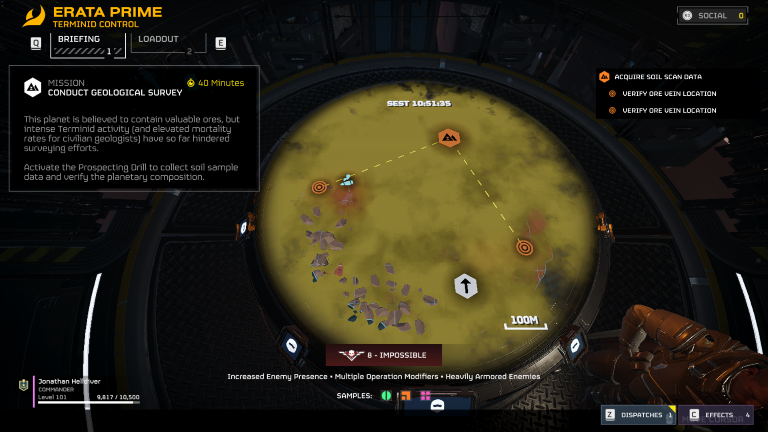 ERATA PRIME
TERMINID CONTROL
SOCIAL 0
Q
BRIEFING
1
LOADOUT
2
E
MISSION
40 Minutes
CONDUCT GEOLOGICAL SURVEY
This planet is believed to contain valuable ores, but
intense Terminid activity (and elevated mortality
rates for civilian geologists) have so far hindered
surveying efforts.
Activate the Prospecting Drill to collect soil sample
data and verify the planetary composition.
ACQUIRE SOIL SCAN DATA
VERIFY ORE VEIN LOCATION
VERIFY ORE VEIN LOCATION
SEST 10:51:35
100M
8 - IMPOSSIBLE
Increased Enemy Presence • Multiple Operation Modifiers • Heavily Armored Enemies
SAMPLES:
Jonathan Helldiver
COMMANDER
Level 101
9,817 / 10,500
Z DISPATCHES 1
C EFFECTS 4
CURSOR